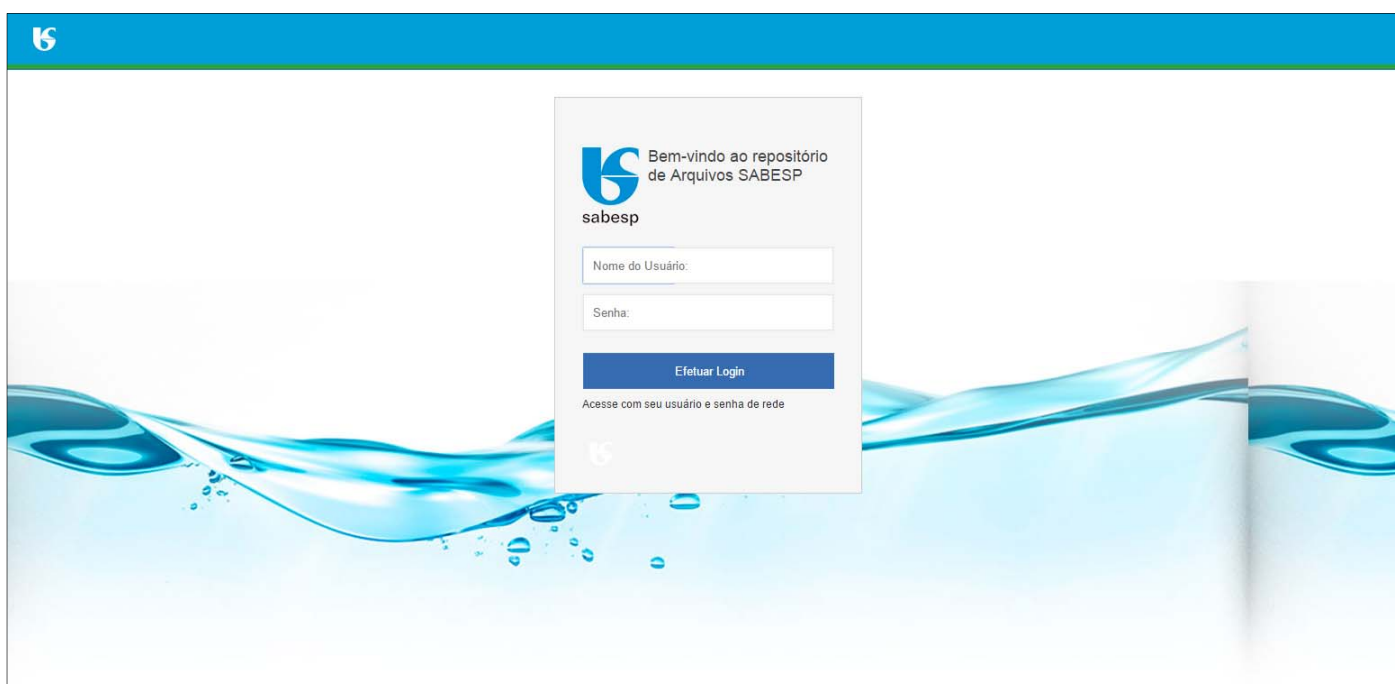 Bem-vindo ao repositório
de Arquivos SABESP
sabesp
Nome do Usuário:
Senha:
Efetuar Login
Acesse com seu usuário e senha de rede